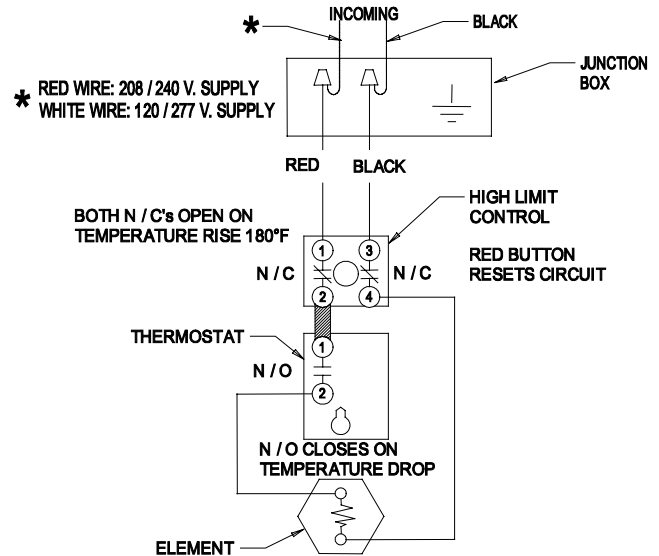 INCOMING
* BLACK
JUNCTION
BOX
* RED WIRE: 208 / 240 V. SUPPLY
WHITE WIRE: 120 / 277 V. SUPPLY
RED BLACK
HIGH LIMIT
CONTROL
BOTH N / C's OPEN ON
TEMPERATURE RISE 180°F
RED BUTTON
RESETS CIRCUIT
1 3
N / C N / C
2 4
THERMOSTAT
1
N / O
2
N / O CLOSES ON
TEMPERATURE DROP
ELEMENT